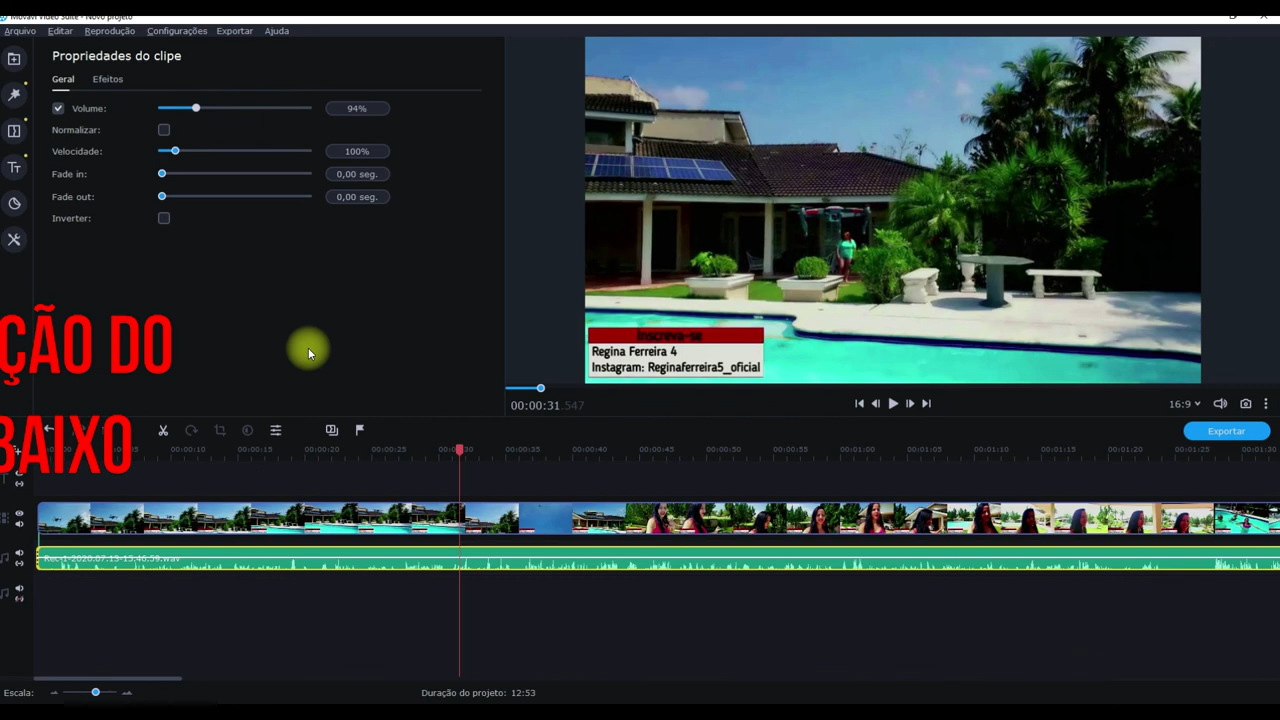 Movavi Video Suite - Novo projeto
Arquivo Editar Reprodução Configurações Exportar Ajuda
Propriedades do clipe
Geral Efeitos
Volume: 94%
Normalizar:
Velocidade: 100%
Fade in: 0,00 seg.
Fade out: 0,00 seg.
Inverter:
ÇÃO DO
BAIXO
Inscreva-se
Regina Ferreira 4
Instagram: Reginaferreira5_oficial
00:00:31.547
16:9
Exportar
00:00:10 00:00:15 00:00:20 00:00:25 00:00:35 00:00:40 00:00:45 00:00:50 00:00:55 00:01:00 00:01:05 00:01:10 00:01:15 00:01:20 00:01:25 00:01:30
Rec-1-2020.07.13-15.46.59.wav
Escala: Duração do projeto: 12:53